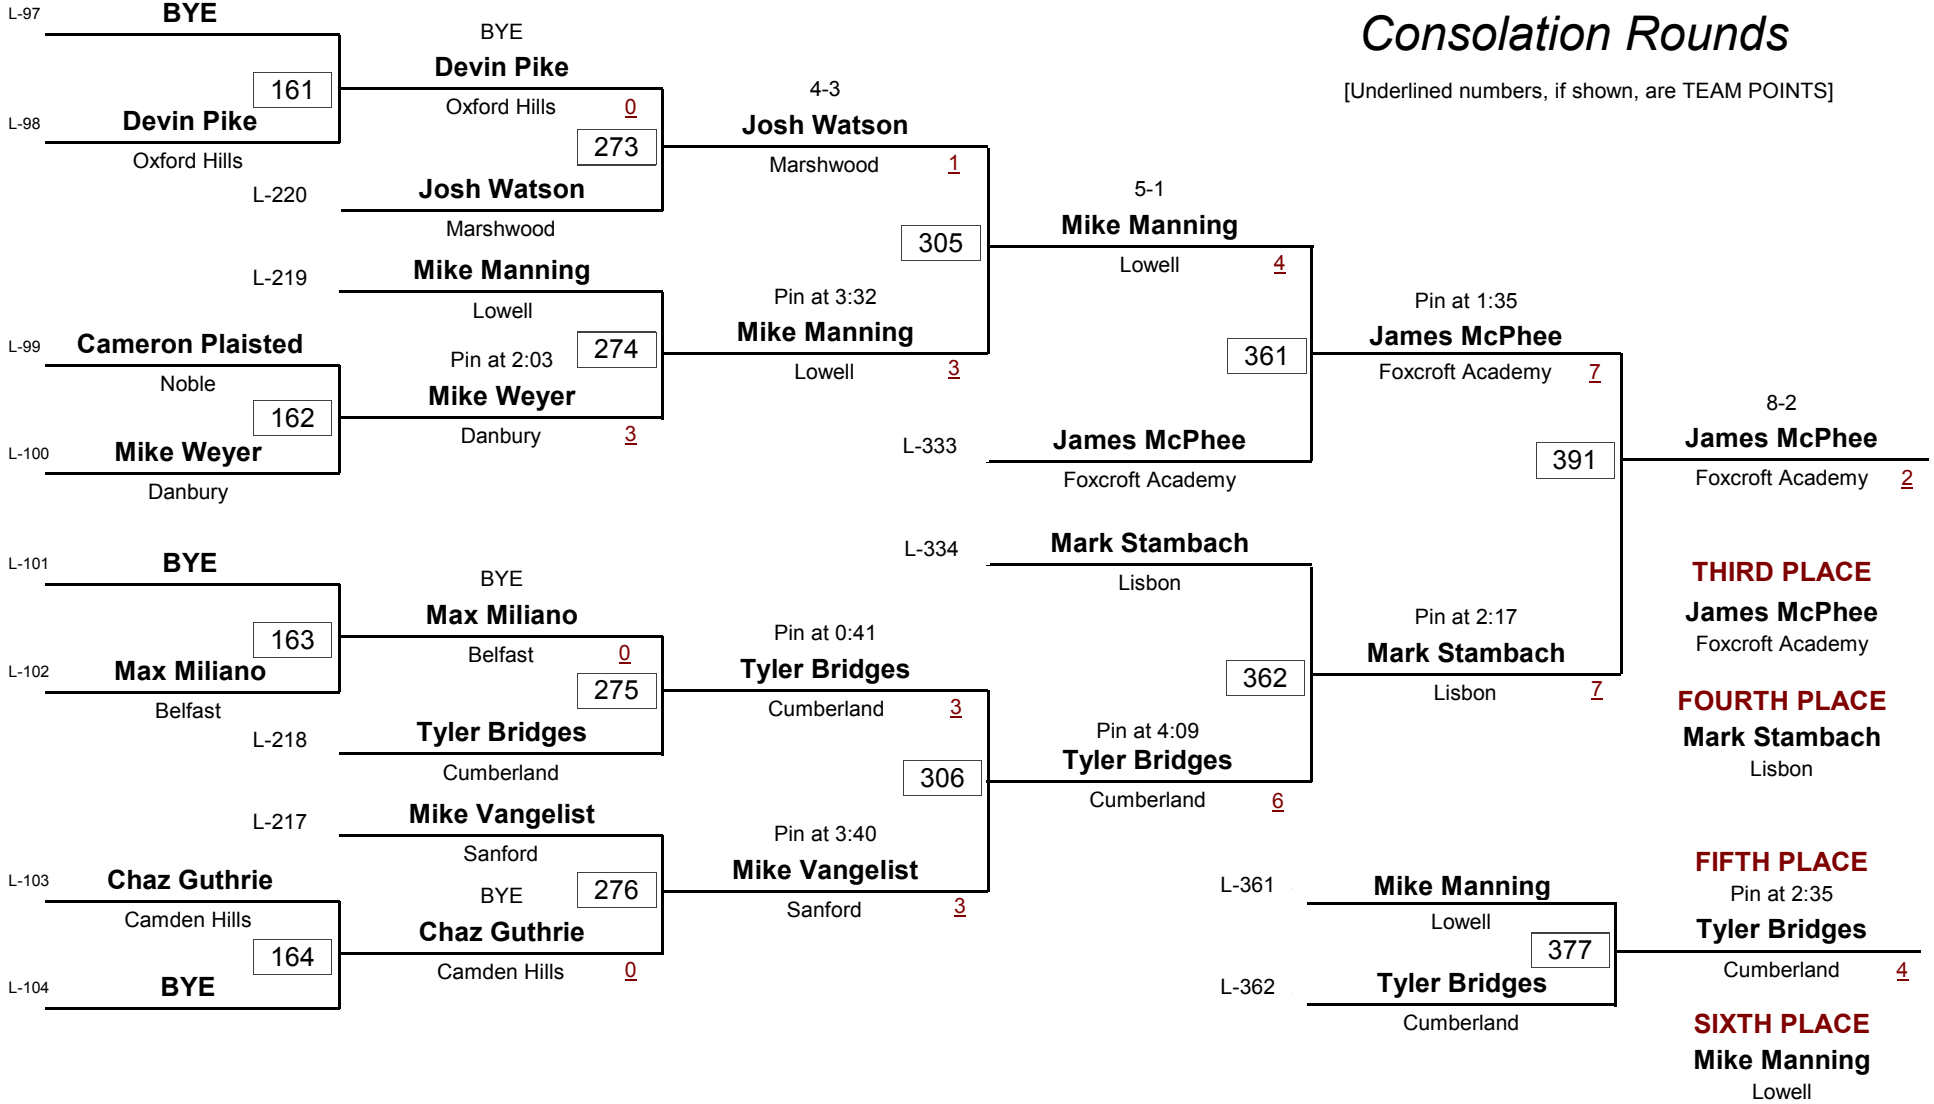 Consolation Rounds
[Underlined numbers, if shown, are TEAM POINTS]
L-97
BYE
161
L-98
Devin Pike
Oxford Hills
BYE
Devin Pike
Oxford Hills 0
273
L-220
Josh Watson
Marshwood
4-3
Josh Watson
Marshwood 1
L-219
Mike Manning
Lowell
L-99
Cameron Plaisted
Noble
162
L-100
Mike Weyer
Danbury
Pin at 2:03
Mike Weyer
Danbury 3
274
Pin at 3:32
Mike Manning
Lowell 3
305
5-1
Mike Manning
Lowell 4
361
L-333
James McPhee
Foxcroft Academy
Pin at 1:35
James McPhee
Foxcroft Academy 7
391
8-2
James McPhee
Foxcroft Academy 2
L-101
BYE
163
L-102
Max Miliano
Belfast
BYE
Max Miliano
Belfast 0
275
L-218
Tyler Bridges
Cumberland
Pin at 0:41
Tyler Bridges
Cumberland 3
L-217
Mike Vangelist
Sanford
L-103
Chaz Guthrie
Camden Hills
164
L-104
BYE
BYE
Chaz Guthrie
Camden Hills 0
276
Pin at 3:40
Mike Vangelist
Sanford 3
306
Pin at 4:09
Tyler Bridges
Cumberland 6
L-334
Mark Stambach
Lisbon
362
Pin at 2:17
Mark Stambach
Lisbon 7
THIRD PLACE
James McPhee
Foxcroft Academy
FOURTH PLACE
Mark Stambach
Lisbon
L-361
Mike Manning
Lowell
377
L-362
Tyler Bridges
Cumberland
FIFTH PLACE
Pin at 2:35
Tyler Bridges
Cumberland 4
SIXTH PLACE
Mike Manning
Lowell